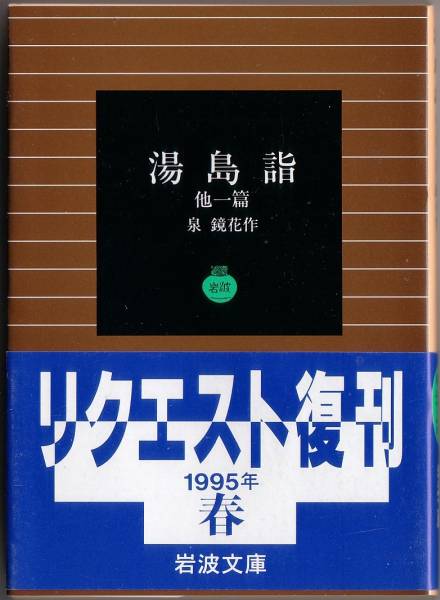 湯島詣
他一篇
泉 鏡花作
岩波
リクエスト復刊
1995年
春
岩波文庫